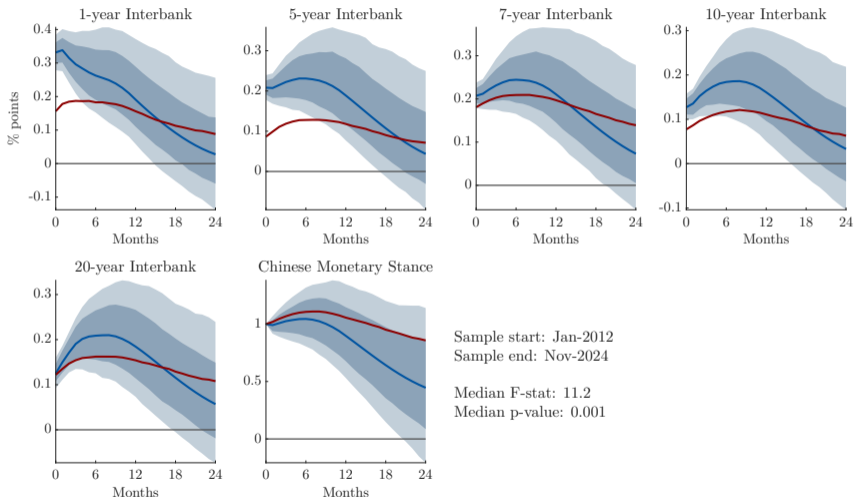 1-year Interbank
5-year Interbank
7-year Interbank
10-year Interbank
% points
0.4
0.3
0.2
0.1
0
-0.1
0 6 12 18 24
Months
0.3
0.2
0.1
0
0 6 12 18 24
Months
0.3
0.2
0.1
0
0 6 12 18 24
Months
0.3
0.2
0.1
0
-0.1
0 6 12 18 24
Months
20-year Interbank
Chinese Monetary Stance
0.3
0.2
0.1
0
0 6 12 18 24
Months
1
0.5
0
0 6 12 18 24
Months
Sample start: Jan-2012
Sample end: Nov-2024
Median F-stat: 11.2
Median p-value: 0.001